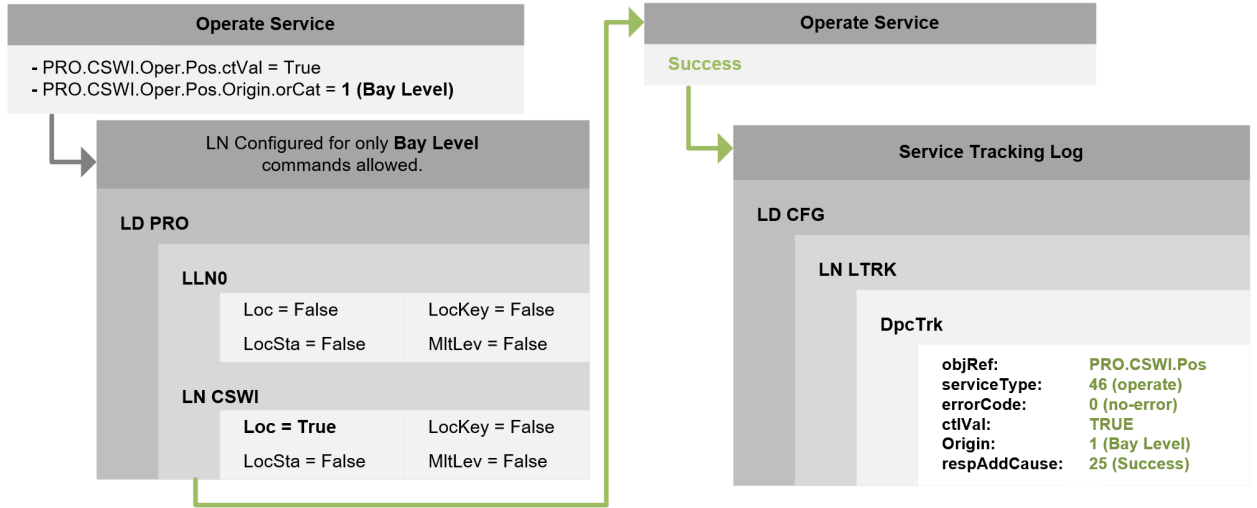 Operate Service
- PRO.CSWI.Oper.Pos.ctVal = True
- PRO.CSWI.Oper.Pos.Origin.orCat = 1 (Bay Level)
LN Configured for only Bay Level
commands allowed.
LD PRO
LLN0
Loc = False LocKey = False
LocSta = False MltLev = False
LN CSWI
Loc = True LocKey = False
LocSta = False MltLev = False
Operate Service
Success
Service Tracking Log
LD CFG
LN LTRK
DpcTrk
objRef: PRO.CSWI.Pos
serviceType: 46 (operate)
errorCode: 0 (no-error)
ctlVal: TRUE
Origin: 1 (Bay Level)
respAddCause: 25 (Success)